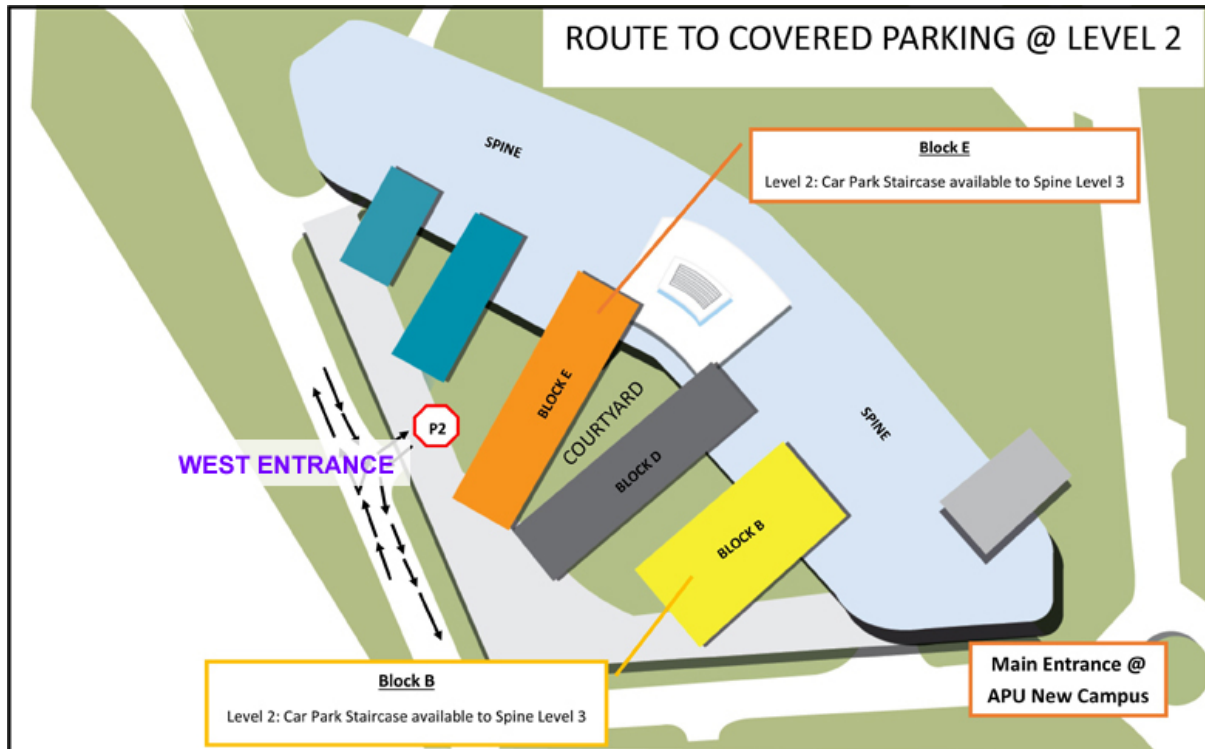 ROUTE TO COVERED PARKING @ LEVEL 2
SPINE
Block E
Level 2: Car Park Staircase available to Spine Level 3
BLOCK E
COURTYARD
BLOCK D
SPINE
P2
WEST ENTRANCE
BLOCK B
Block B
Level 2: Car Park Staircase available to Spine Level 3
Main Entrance @
APU New Campus